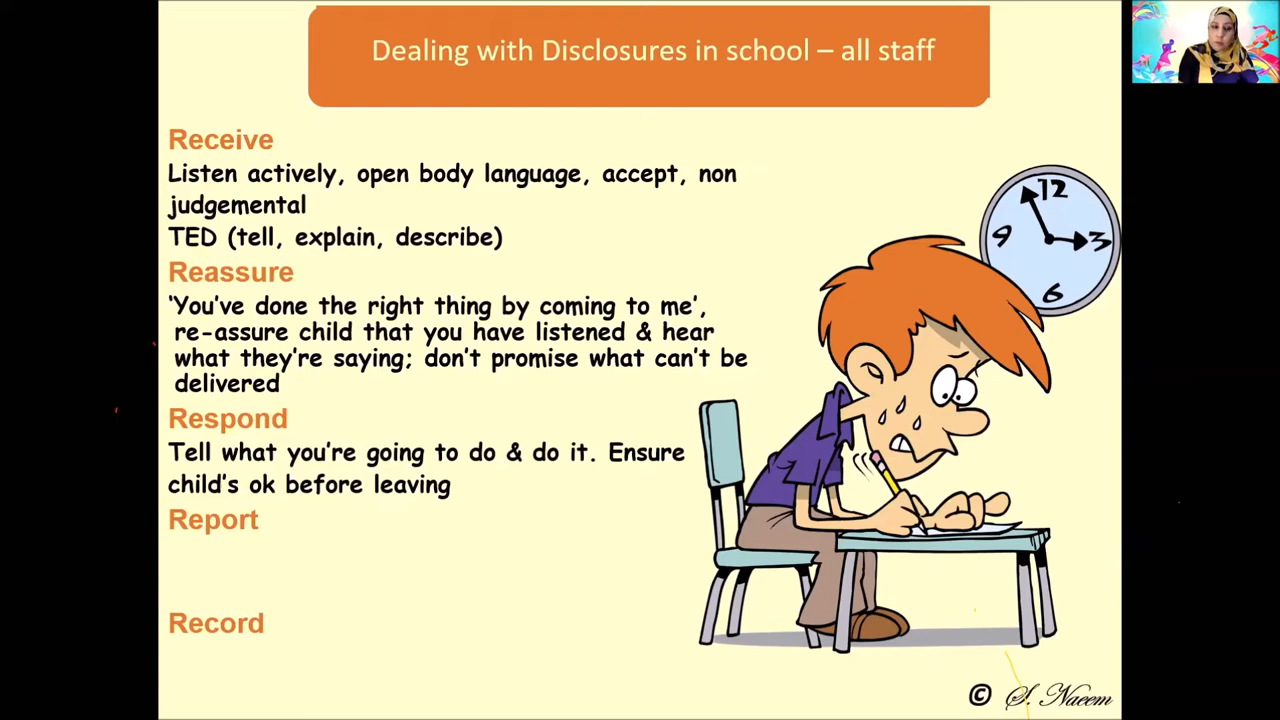 Dealing with Disclosures in school – all staff
Receive
Listen actively, open body language, accept, non
judgemental
TED (tell, explain, describe)
Reassure
‘You’ve done the right thing by coming to me’,
re-assure child that you have listened & hear
what they’re saying; don’t promise what can’t be
delivered
Respond
Tell what you’re going to do & do it. Ensure
child’s ok before leaving
Report
Record
12
9
3
6
© S. Naeem